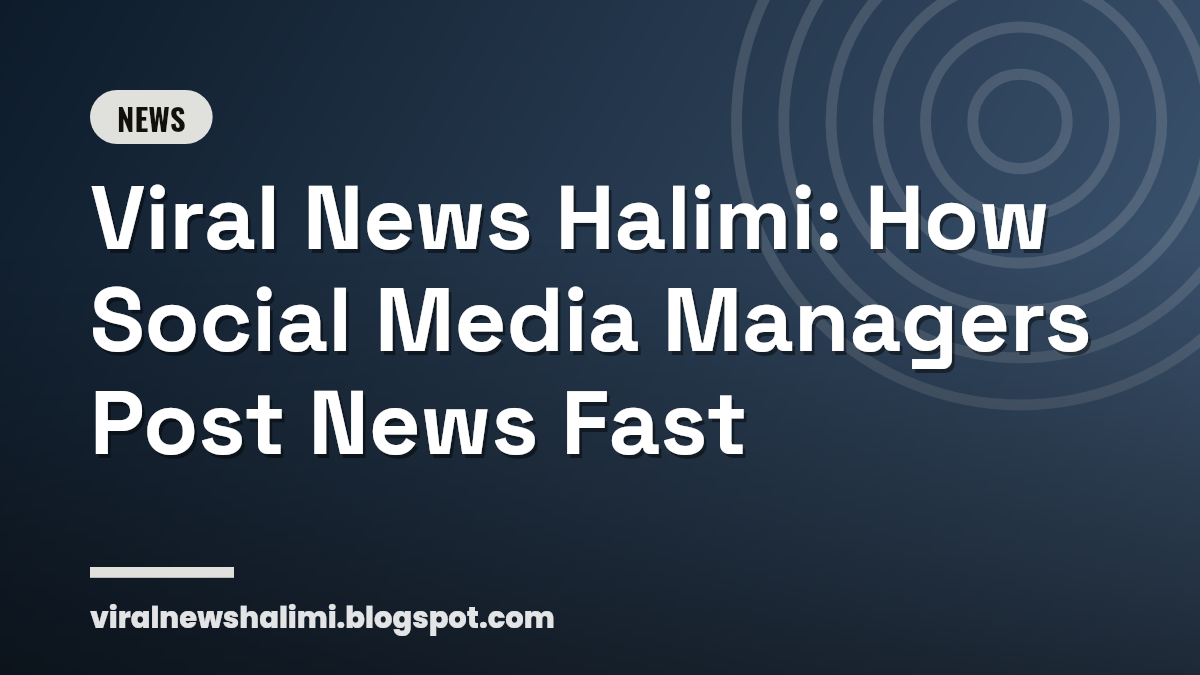 NEWS
Viral News Halimi: How
Social Media Managers
Post News Fast
viralnewshalimi.blogspot.com